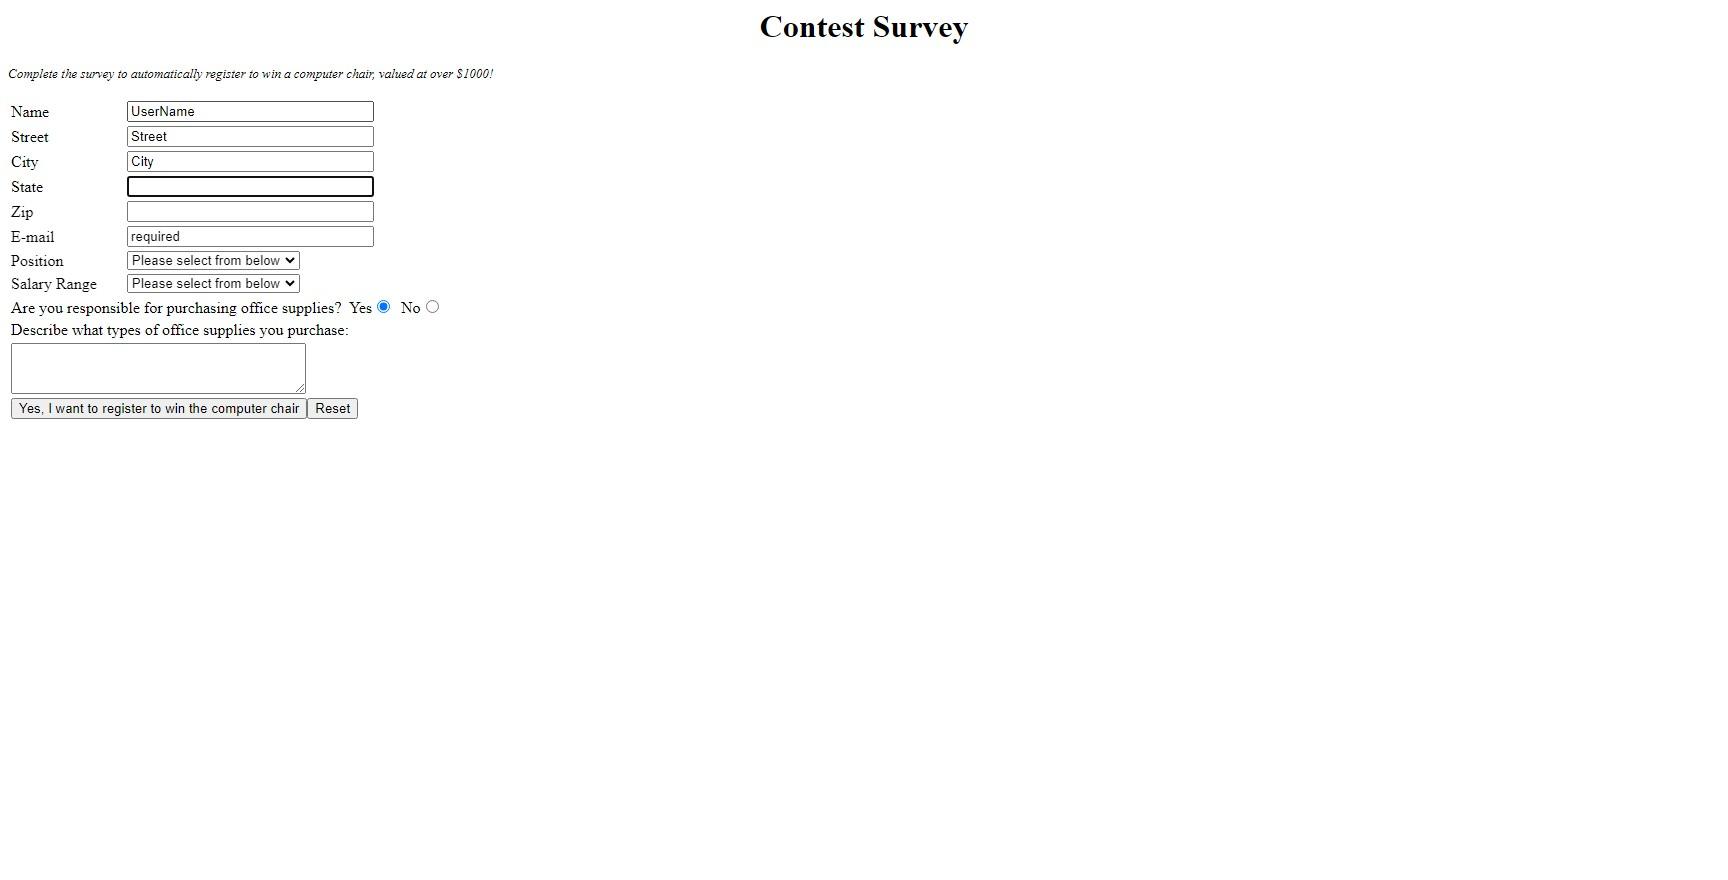 Contest Survey
Complete the survey to automatically register to win a computer chair, valued at over $1000!
Name UserName
Street Street
City City
State
Zip
E-mail required
Position Please select from below
Salary Range Please select from below
Are you responsible for purchasing office supplies? Yes No
Describe what types of office supplies you purchase:
Yes, I want to register to win the computer chair Reset